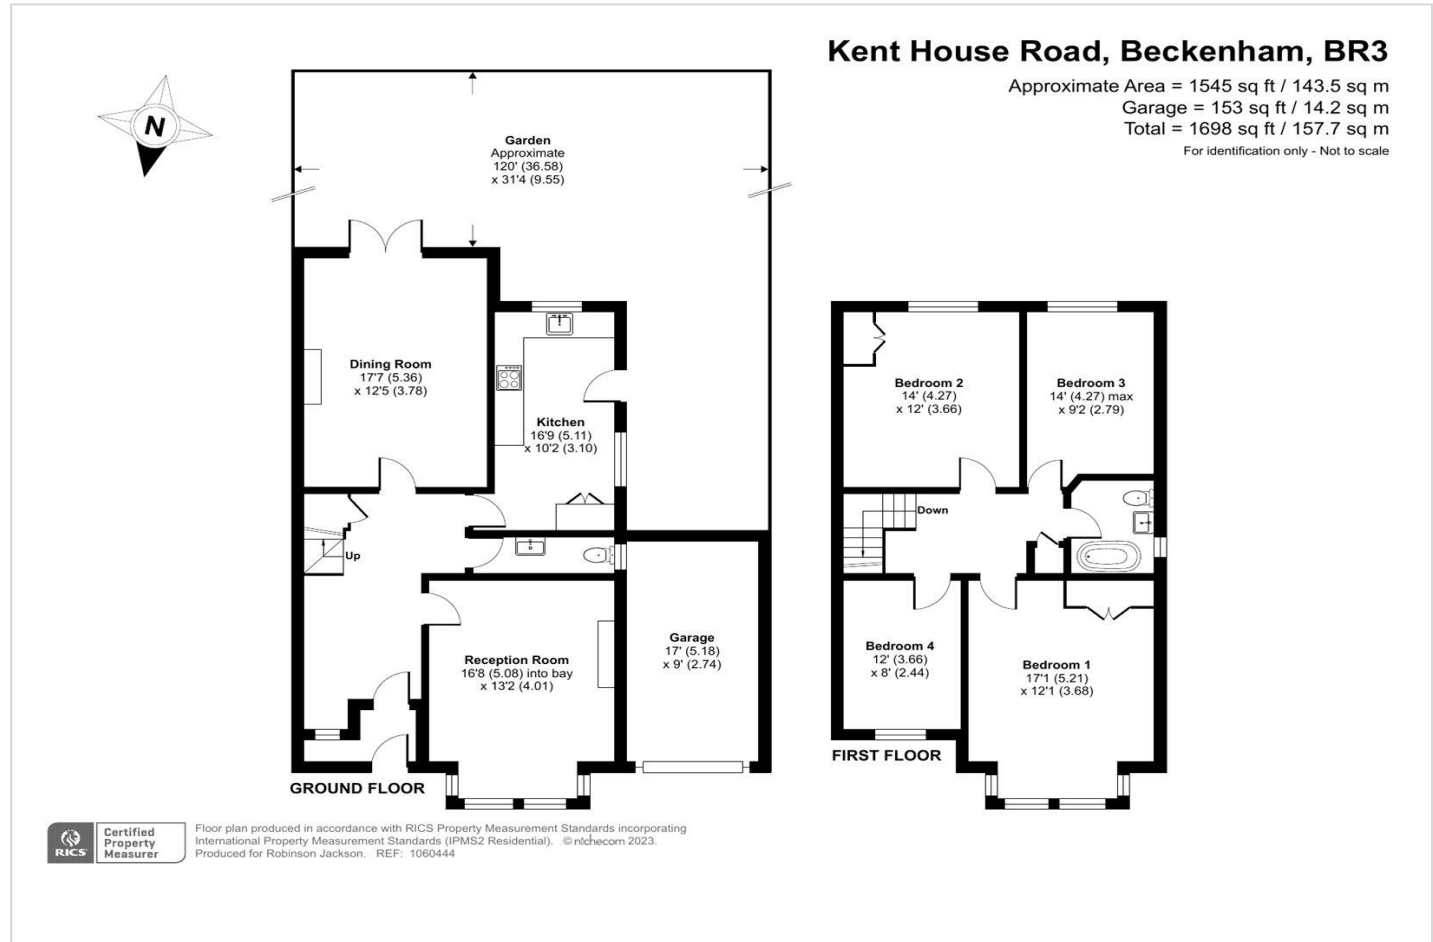 Kent House Road, Beckenham, BR3
Approximate Area = 1545 sq ft / 143.5 sq m
Garage = 153 sq ft / 14.2 sq m
Total = 1698 sq ft / 157.7 sq m
For identification only - Not to scale
N
Garden
Approximate
120' (36.58)
x 31'4 (9.55)
Dining Room
17'7 (5.36)
x 12'5 (3.78)
Kitchen
16'9 (5.11)
x 10'2 (3.10)
Up
Reception Room
16'8 (5.08) into bay
x 13'2 (4.01)
Garage
17' (5.18)
x 9' (2.74)
GROUND FLOOR
Bedroom 2
14' (4.27)
x 12' (3.66)
Bedroom 3
14' (4.27) max
x 9'2 (2.79)
Down
Bedroom 4
12' (3.66)
x 8' (2.44)
Bedroom 1
17'1 (5.21)
x 12'1 (3.68)
FIRST FLOOR
RICS
Certified
Property
Measurer
Floor plan produced in accordance with RICS Property Measurement Standards incorporating
International Property Measurement Standards (IPMS2 Residential). © nichecom 2023.
Produced for Robinson Jackson. REF: 1060444